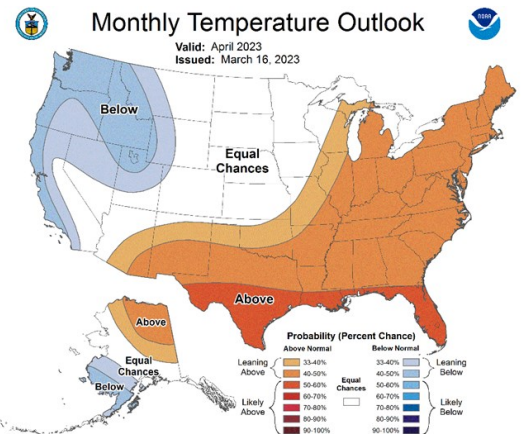 Monthly Temperature Outlook
Valid: April 2023
Issued: March 16, 2023
NOAA
Below
Equal
Chances
Above
Above
Equal
Chances
Below
Probability (Percent Chance)
Above Normal
Below Normal
Leaning
Above
33-40%
40-50%
50-60%
Likely
Above
60-70%
70-80%
80-90%
90-100%
Equal
Chances
33-40%
40-50%
Leaning
Below
50-60%
60-70%
70-80%
80-90%
90-100%
Likely
Below